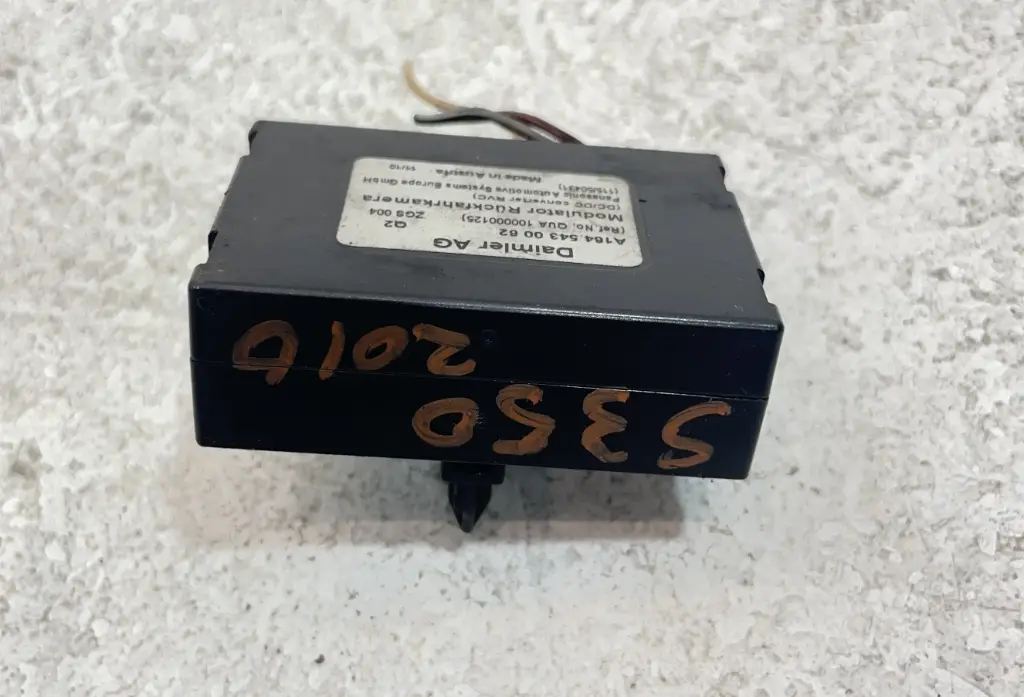 Daimler AG
A164 543 00 62 Q2
(Ref.No. QUA 100000125) ZGS 004
Modulator Rückfahrkamera
(DC/DC converter RVC)
Panasonic Automotive Systems Europe GmbH
(11550431)
Made in Austria
S350
2010